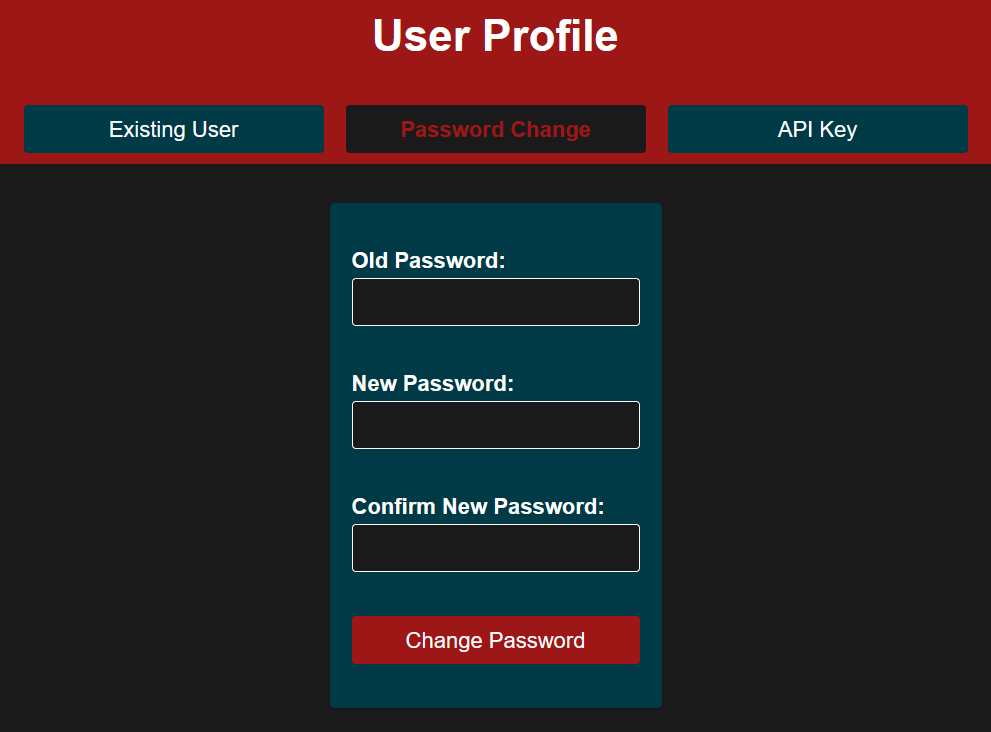 User Profile
Existing User
Password Change
API Key
Old Password:
New Password:
Confirm New Password:
Change Password